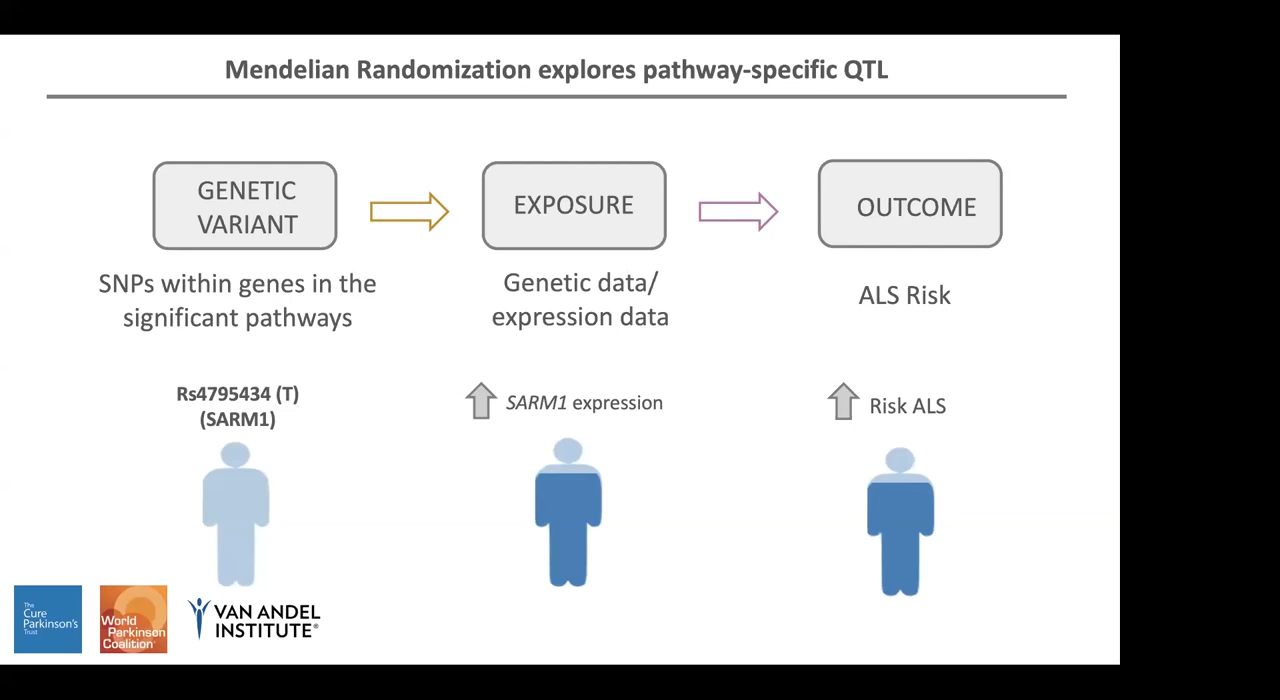 Mendelian Randomization explores pathway-specific QTL
GENETIC
VARIANT
EXPOSURE
OUTCOME
SNPs within genes in the
significant pathways
Genetic data/
expression data
ALS Risk
Rs4795434 (T)
(SARM1)
SARM1 expression
Risk ALS
The
Cure
Parkinson's
Trust
World
Parkinson
Coalition
VAN ANDEL
INSTITUTE®